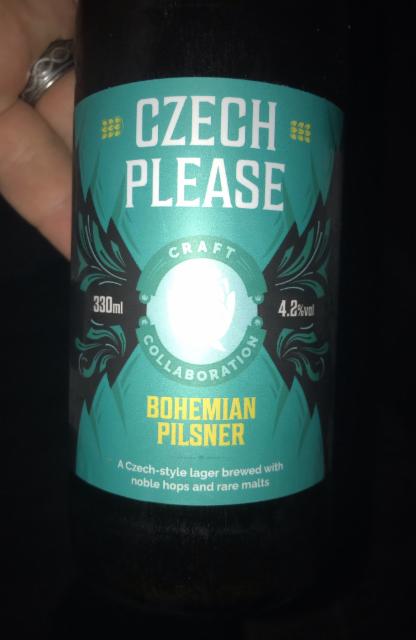 CZECH
PLEASE
CRAFT
330ml
4.2%vol
COLLABORATION
BOHEMIAN
PILSNER
A Czech-style lager brewed with
noble hops and rare malts